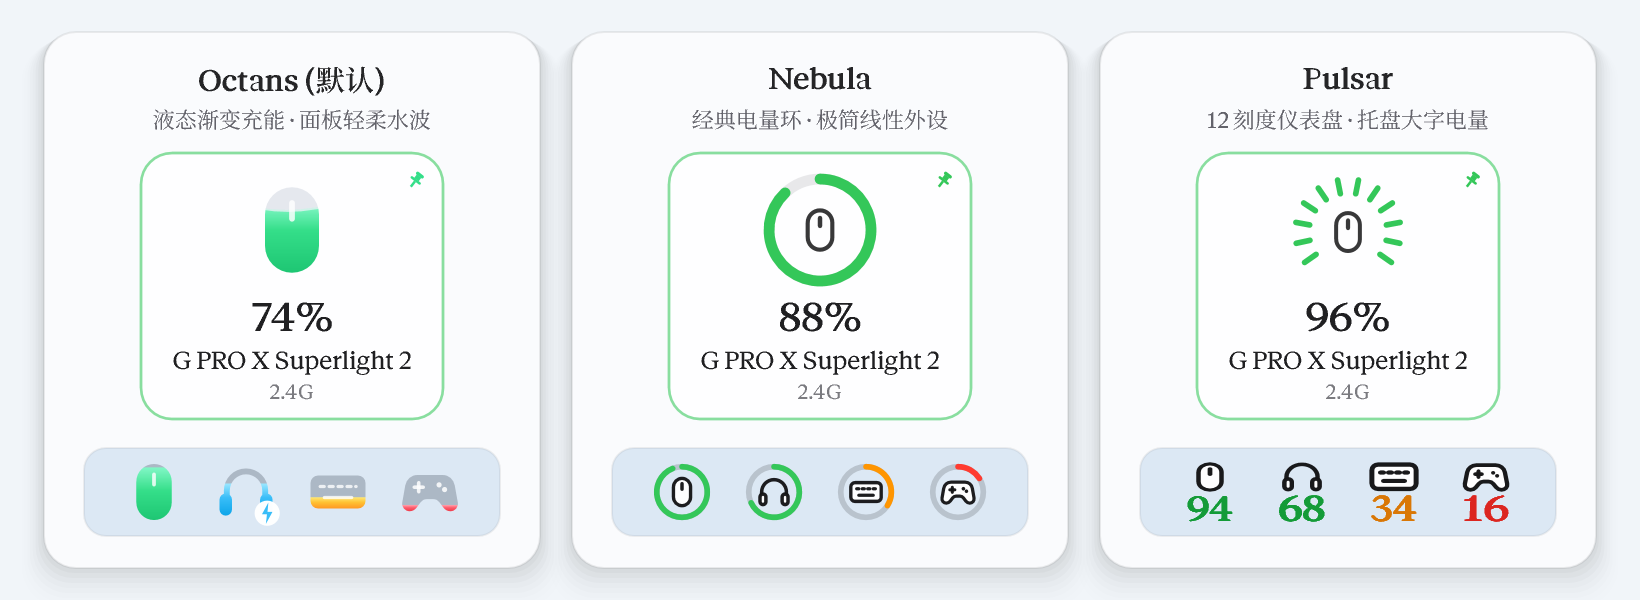 Octans (默认)
液态渐变充能 · 面板轻柔水波
74%
G PRO X Superlight 2
2.4G
Nebula
经典电量环 · 极简线性外设
88%
G PRO X Superlight 2
2.4G
Pulsar
12 刻度仪表盘 · 托盘大字电量
96%
G PRO X Superlight 2
2.4G
94 68 34 16